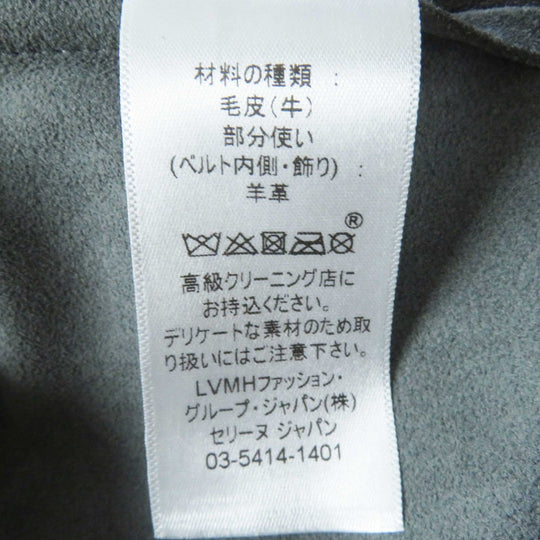 材料の種類 :
毛皮(牛)
部分使い
(ベルト内側・飾り) :
羊革
®
高級クリーニング店に
お持込ください。
デリケートな素材のため取
り扱いにはご注意下さい。
LVMHファッション・
グループ・ジャパン(株)
セリーヌ ジャパン
03-5414-1401